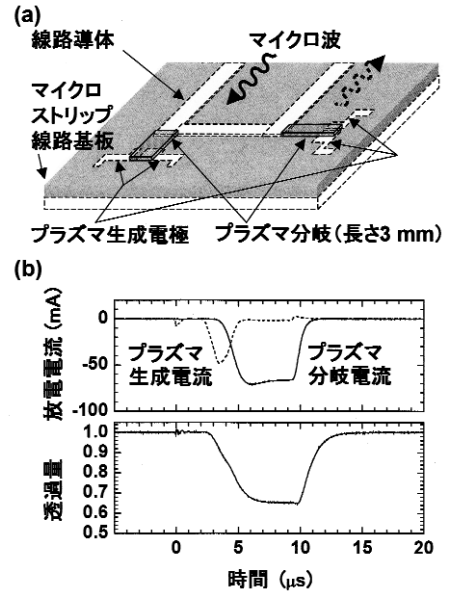 (a)
線路導体
マイクロ波
マイクロ
ストリップ
線路基板
プラズマ生成電極
プラズマ分岐(長さ3 mm)
(b)
放電電流 (mA)
0
-50
-100
プラズマ
生成電流
プラズマ
分岐電流
透過量
1.0
0.9
0.8
0.7
0.6
0.5
0 5 10 15 20
時間 (μs)